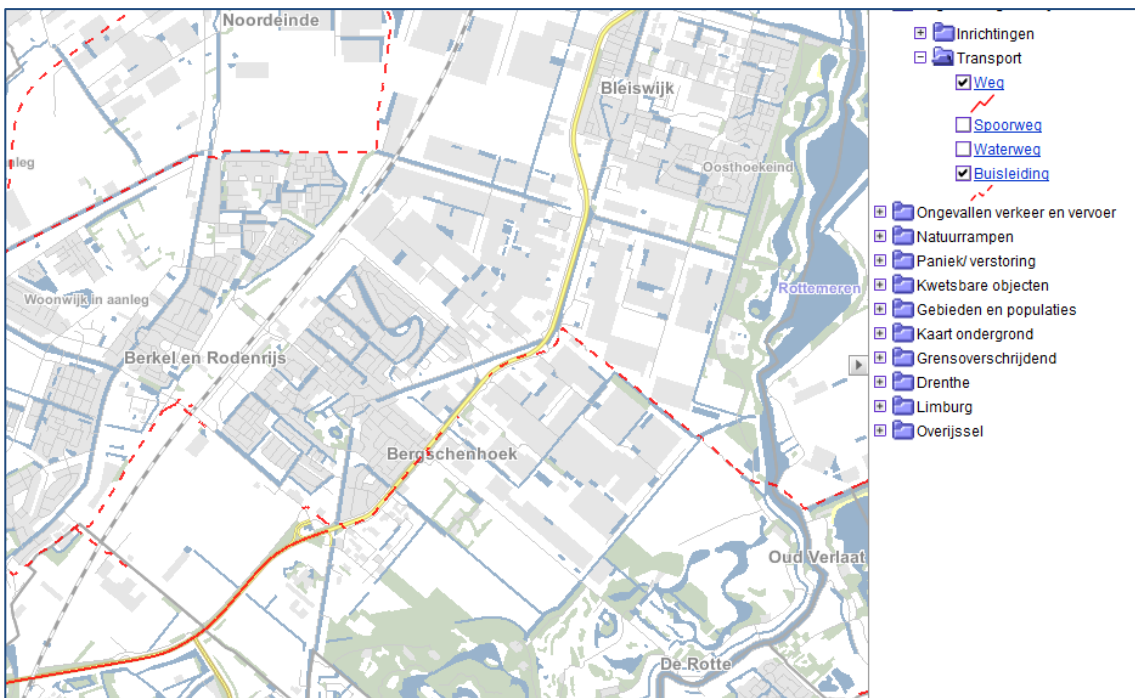 Noordeinde
Bleiswijk
Oosthoekeind
nleg
Rottemeren
Woonwijk in aanleg
Berkel en Rodenrijs
Bergschenhoek
Oud Verlaat
De Rotte
Inrichtingen
Transport
Weg
Spoorweg
Waterweg
Buisleiding
Ongevallen verkeer en vervoer
Natuurrampen
Paniek/ verstoring
Kwetsbare objecten
Gebieden en populaties
Kaart ondergrond
Grensoverschrijdend
Drenthe
Limburg
Overijssel